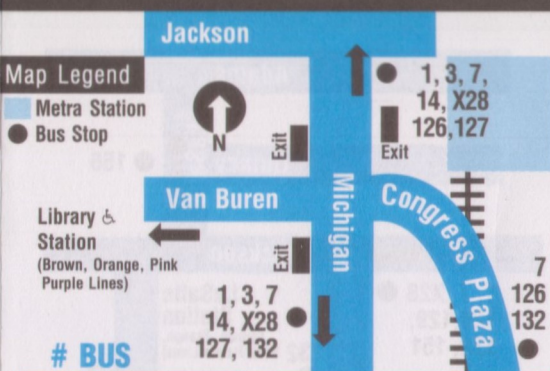 Jackson
Map Legend
Metra Station
Bus Stop
N
Exit
1, 3, 7,
14, X28
126, 127
Exit
Van Buren
Michigan
Congress Plaza
Library ♿
Station
(Brown, Orange, Pink
Purple Lines)
Exit
1, 3, 7
14, X28
127, 132
7
126
132
# BUS